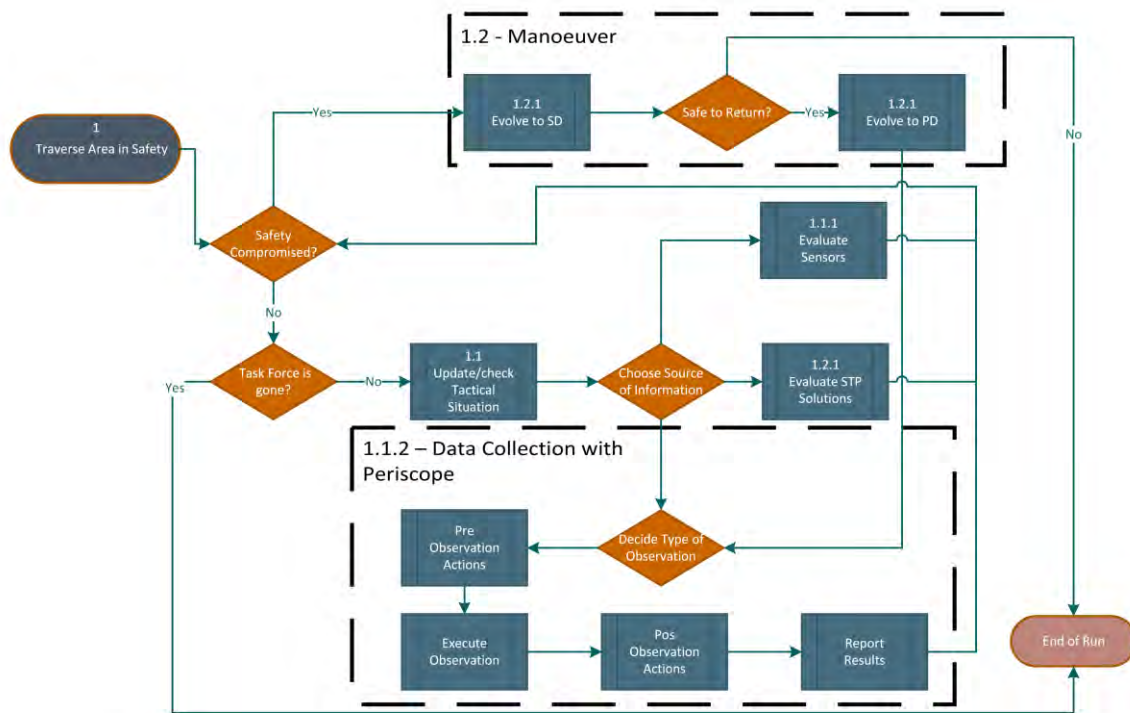 1.2 - Manoeuver
1.2.1
Evolve to SD
Safe to Return?
Yes
1.2.1
Evolve to PD
Yes
No
1
Traverse Area in Safety
Safety
Compromised?
1.1.1
Evaluate
Sensors
No
Task Force is
gone?
Yes
No
1.1
Update/check
Tactical
Situation
Choose Source
of Information
1.2.1
Evaluate STP
Solutions
1.1.2 – Data Collection with
Periscope
Pre
Observation
Actions
Decide Type of
Observation
Execute
Observation
Pos
Observation
Actions
Report
Results
End of Run